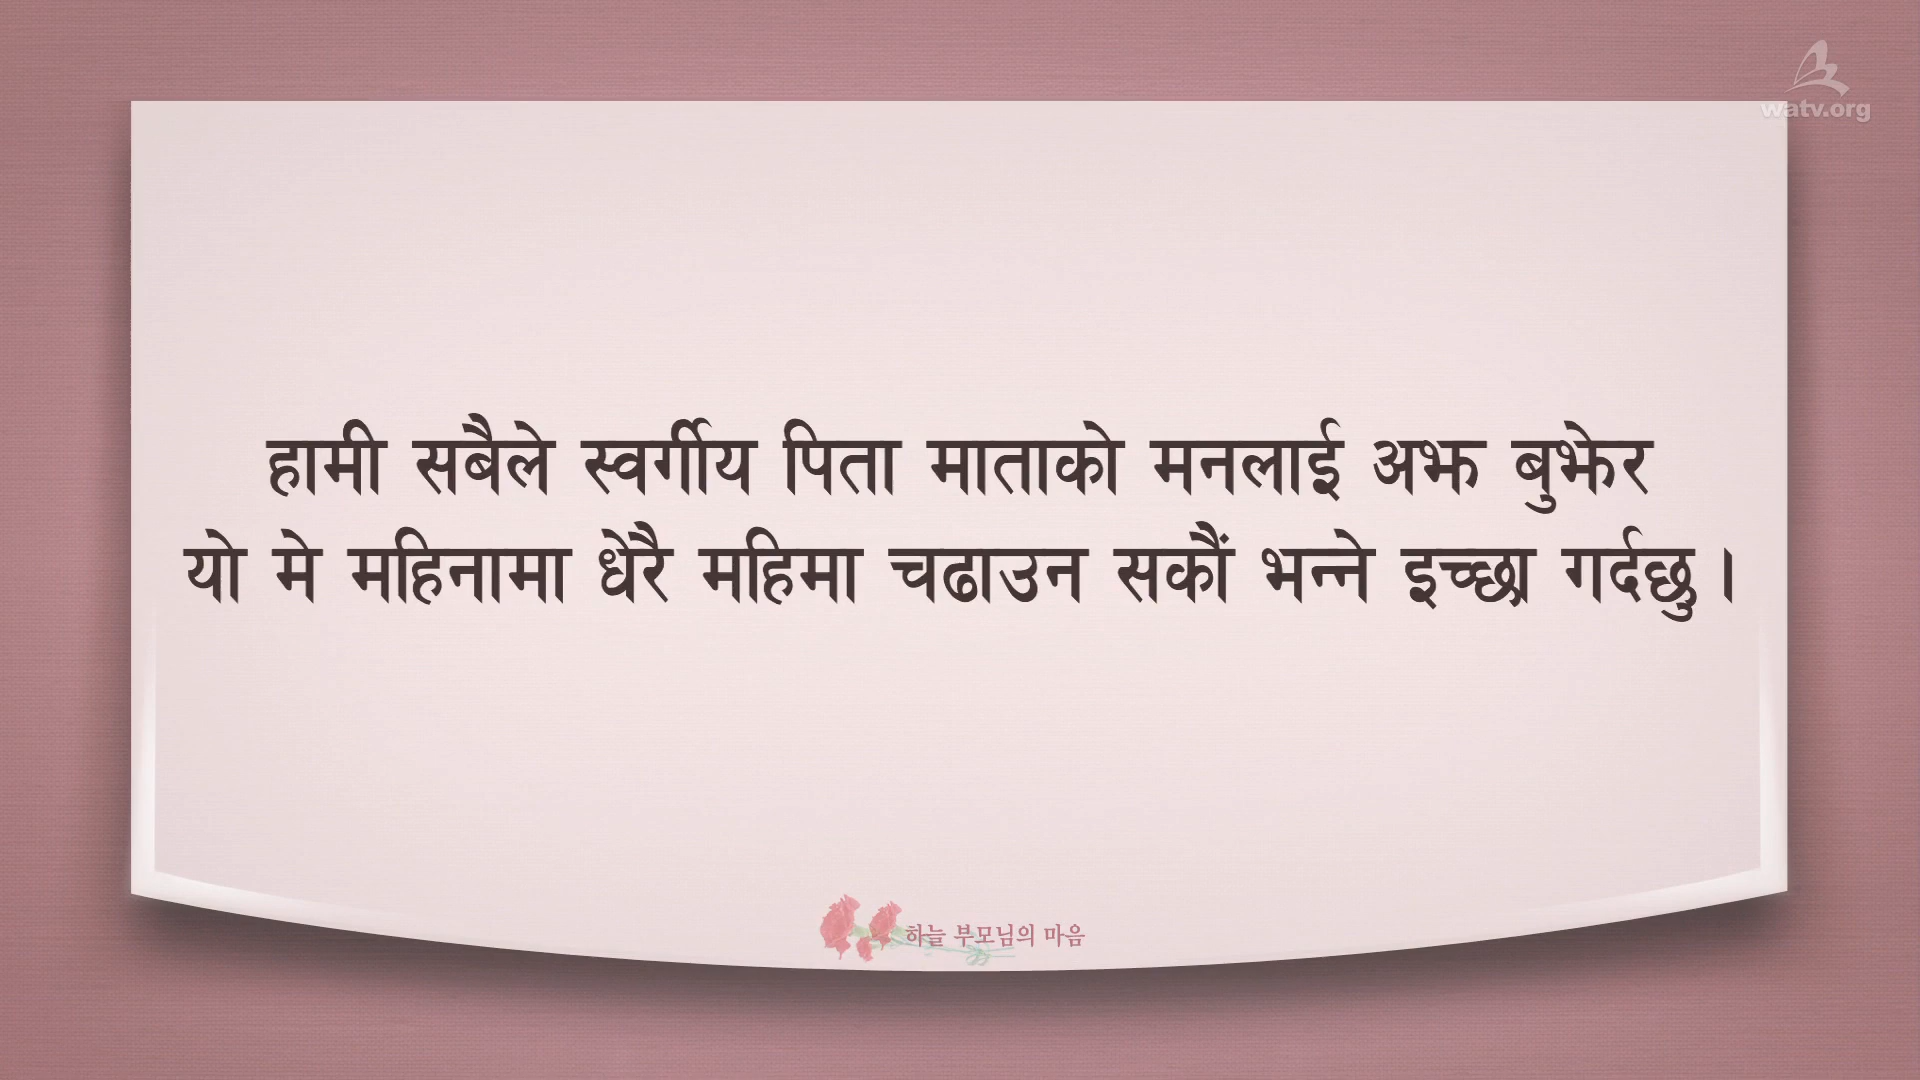 watv.org
हामी सबैले स्वर्गीय पिता माताको मनलाई अझ बुझेर
यो मे महिनामा धेरै महिमा चढाउन सकौं भन्ने इच्छा गर्दछु ।
하늘 부모님의 마음